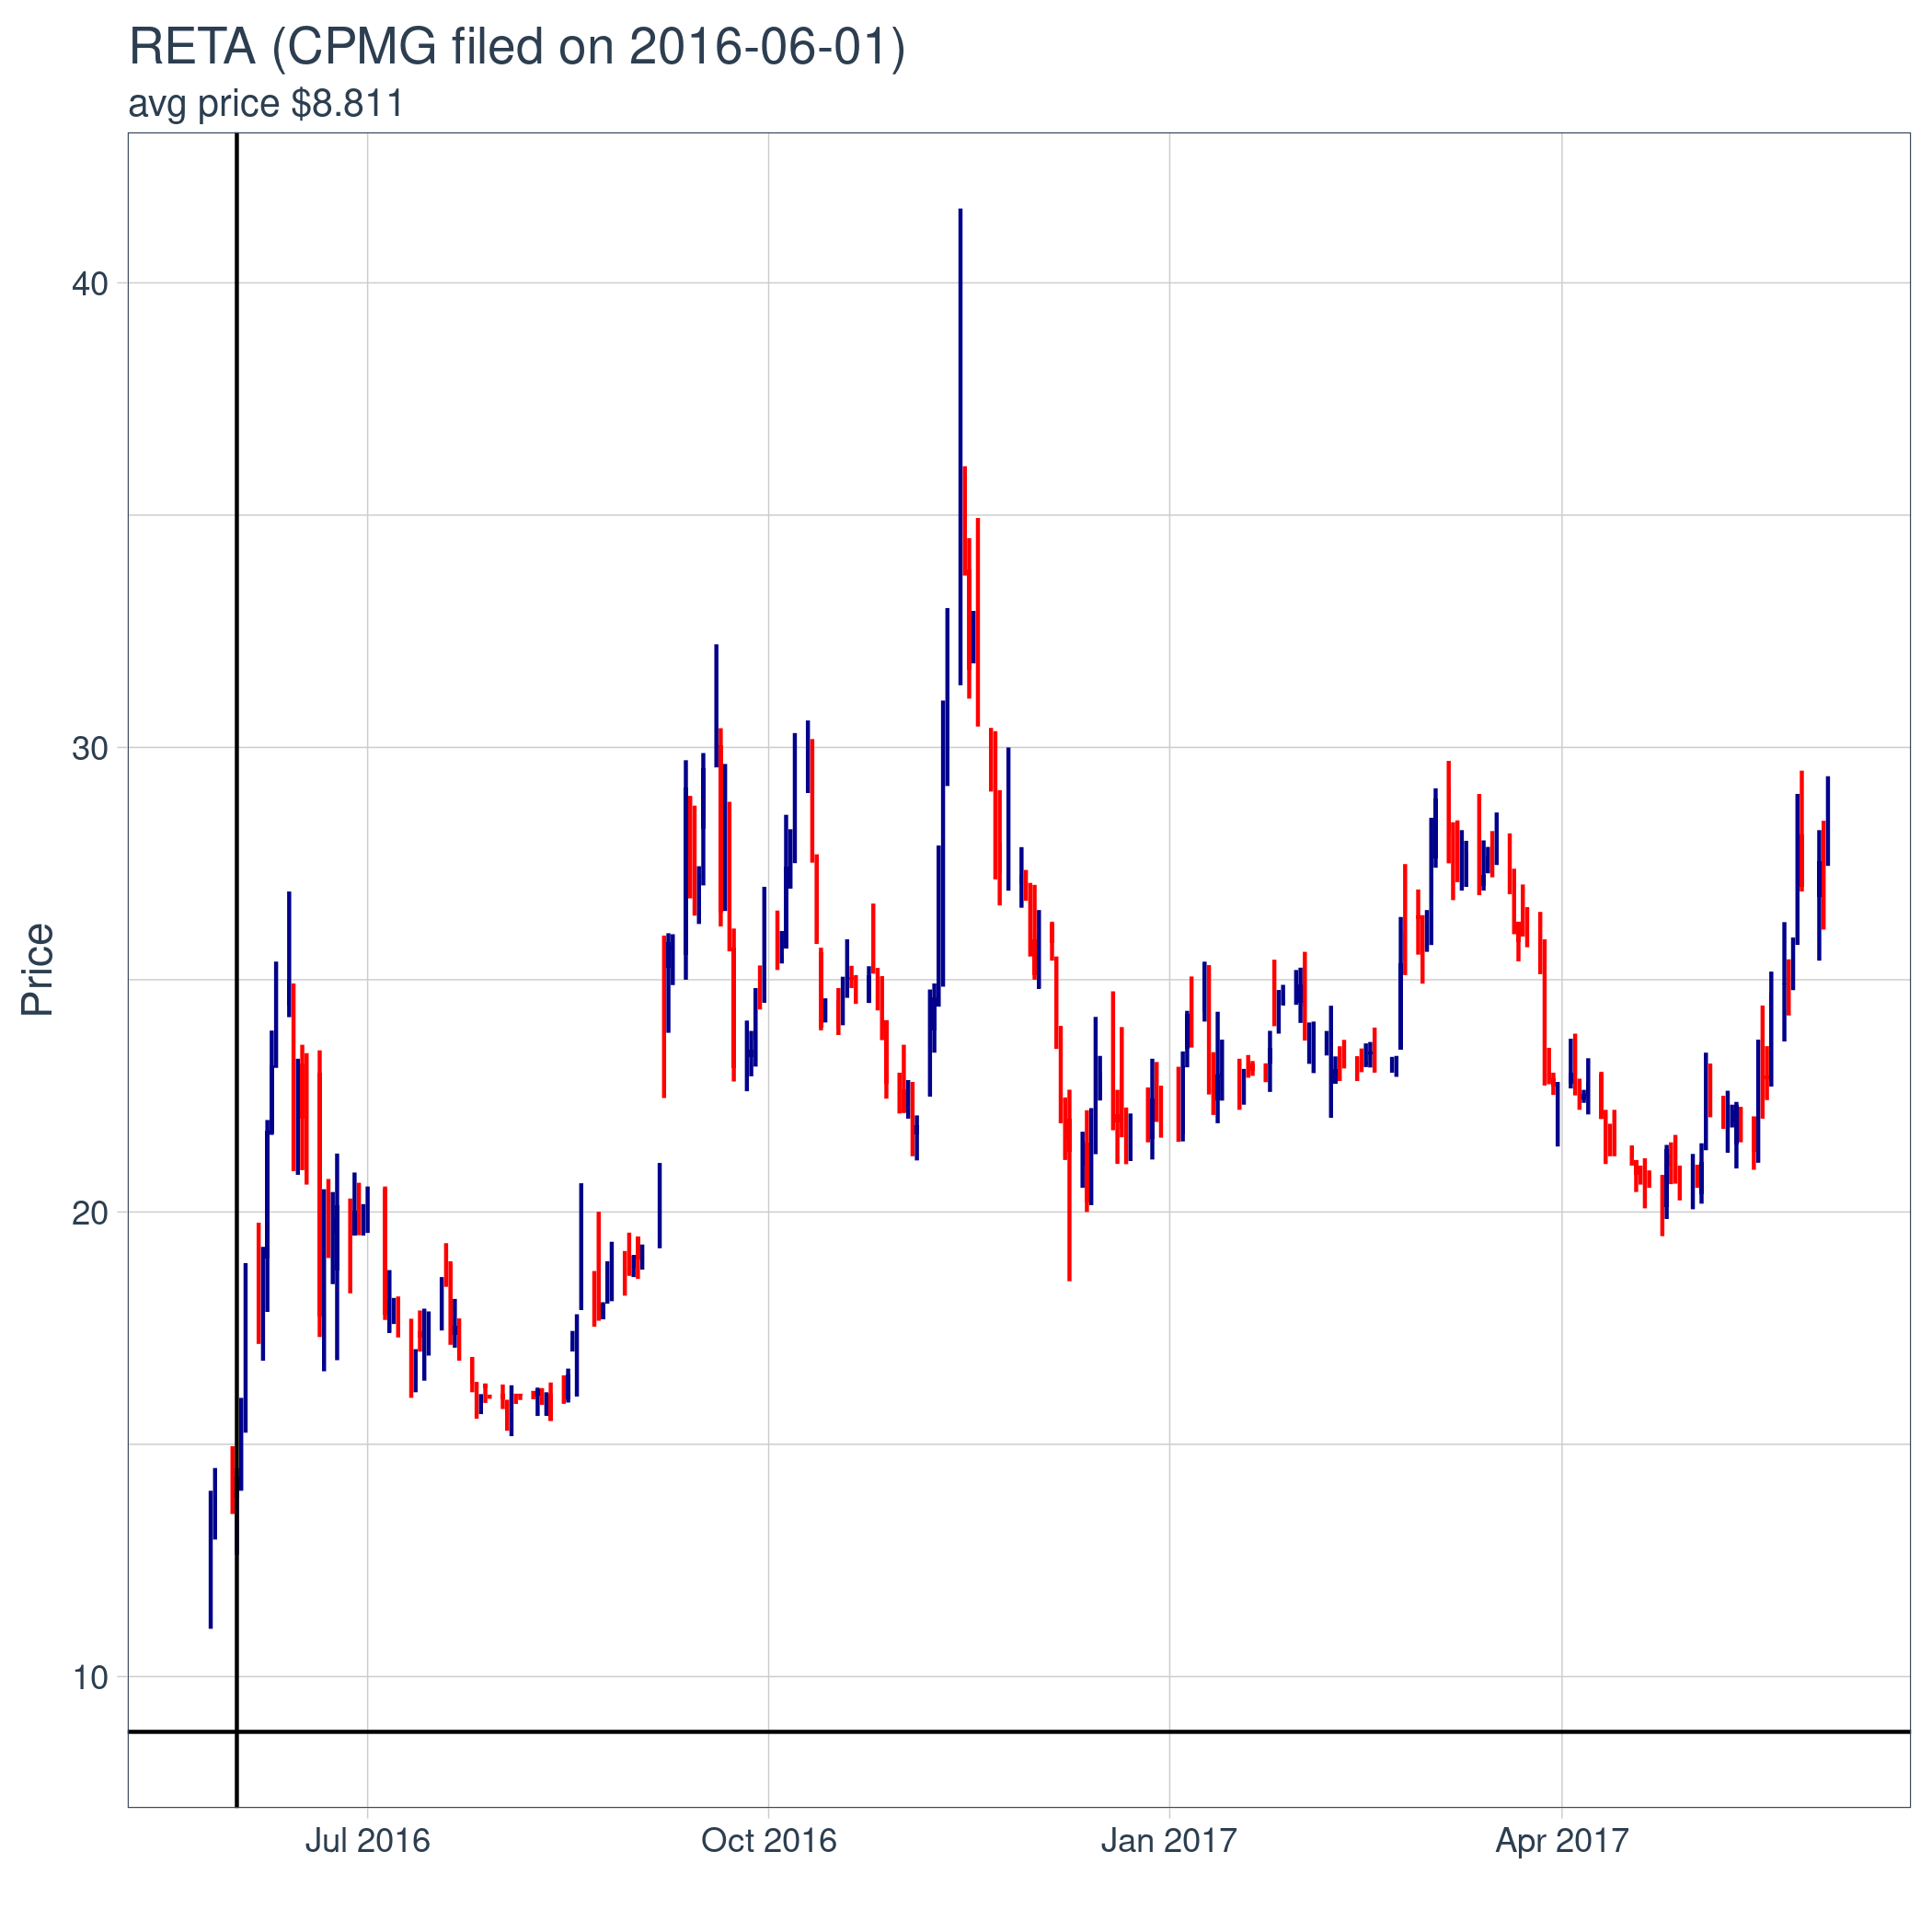 RETA (CPMG filed on 2016-06-01)
avg price $8.811
Price
40
30
20
10
Jul 2016
Oct 2016
Jan 2017
Apr 2017